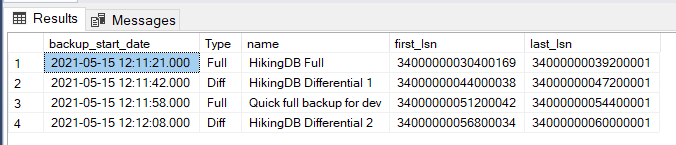 Results Messages
backup_start_date Type name first_lsn last_lsn
1 2021-05-15 12:11:21.000 Full HikingDB Full 34000000030400169 34000000039200001
2 2021-05-15 12:11:42.000 Diff HikingDB Differential 1 34000000044000038 34000000047200001
3 2021-05-15 12:11:58.000 Full Quick full backup for dev 34000000051200042 34000000054400001
4 2021-05-15 12:12:08.000 Diff HikingDB Differential 2 34000000056800034 34000000060000001